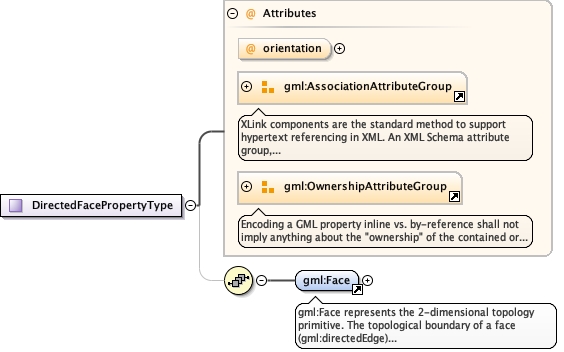 Attributes
@ orientation
gml:AssociationAttributeGroup
XLink components are the standard method to support
hypertext referencing in XML. An XML Schema attribute
group,...
DirectedFacePropertyType
gml:OwnershipAttributeGroup
Encoding a GML property inline vs. by-reference shall not
imply anything about the "ownership" of the contained or...
gml:Face
gml:Face represents the 2-dimensional topology
primitive. The topological boundary of a face
(gml:directedEdge)...